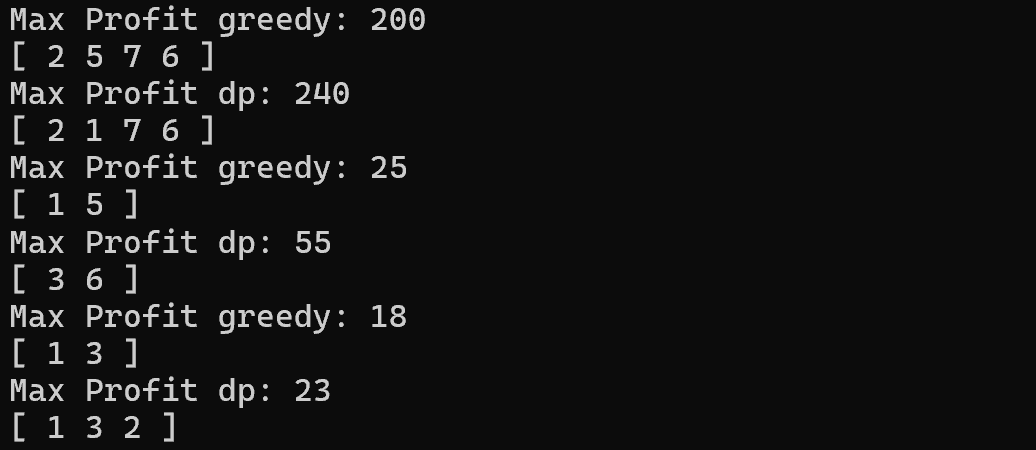 Max Profit greedy: 200
[ 2 5 7 6 ]
Max Profit dp: 240
[ 2 1 7 6 ]
Max Profit greedy: 25
[ 1 5 ]
Max Profit dp: 55
[ 3 6 ]
Max Profit greedy: 18
[ 1 3 ]
Max Profit dp: 23
[ 1 3 2 ]